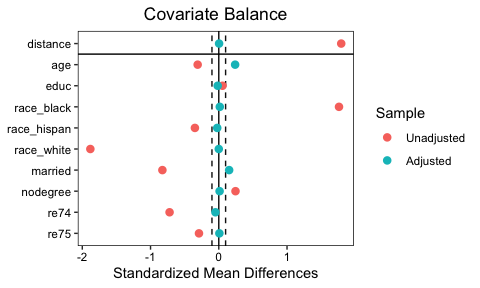 Covariate Balance
distance
age
educ
race_black
race_hispan
race_white
married
nodegree
re74
re75
-2 -1 0 1
Standardized Mean Differences
Sample
Unadjusted
Adjusted